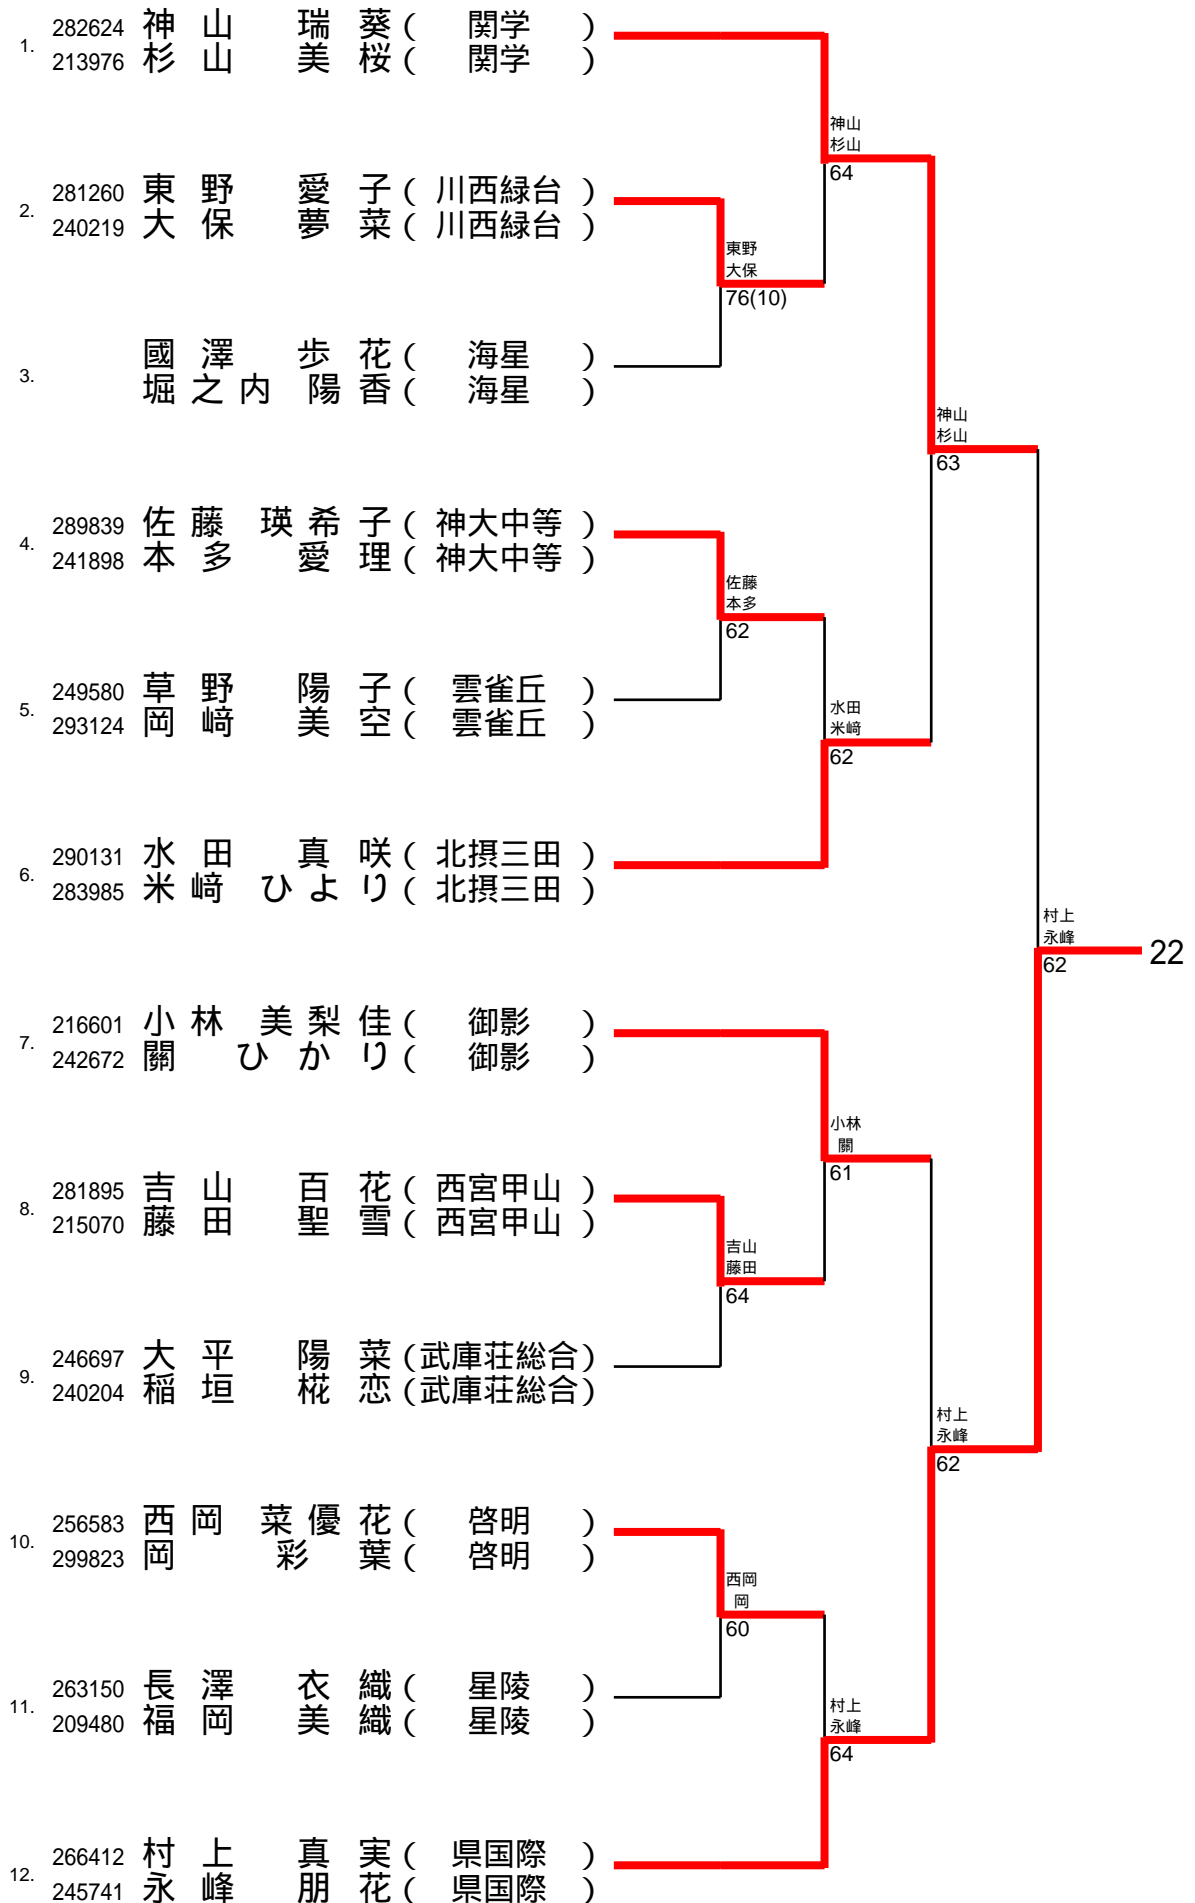 1. 282624 神山 瑞葵 ( 関学 )
213976 杉山 美桜 ( 関学 )
神山
杉山
64
2. 281260 東野 愛子 ( 川西緑台 )
240219 大保 夢菜 ( 川西緑台 )
東野
大保
76(10)
3. 國澤 歩花 ( 海星 )
堀之内 陽香 ( 海星 )
神山
杉山
63
4. 289839 佐藤 瑛希子 ( 神大中等 )
241898 本多 愛理 ( 神大中等 )
佐藤
本多
62
5. 249580 草野 陽子 ( 雲雀丘 )
293124 岡﨑 美空 ( 雲雀丘 )
水田
米﨑
62
6. 290131 水田 真咲 ( 北摂三田 )
283985 米﨑 ひより ( 北摂三田 )
村上
永峰
62
22
7. 216601 小林 美梨佳 ( 御影 )
242672 關 ひかり ( 御影 )
小林
關
61
8. 281895 吉山 百花 ( 西宮甲山 )
215070 藤田 聖雪 ( 西宮甲山 )
吉山
藤田
64
9. 246697 大平 陽菜 ( 武庫荘総合 )
240204 稲垣 椛恋 ( 武庫荘総合 )
村上
永峰
62
10. 256583 西岡 菜優花 ( 啓明 )
299823 岡 彩葉 ( 啓明 )
西岡
岡
60
11. 263150 長澤 衣織 ( 星陵 )
209480 福岡 美織 ( 星陵 )
村上
永峰
64
12. 266412 村上 真実 ( 県国際 )
245741 永峰 朋花 ( 県国際 )